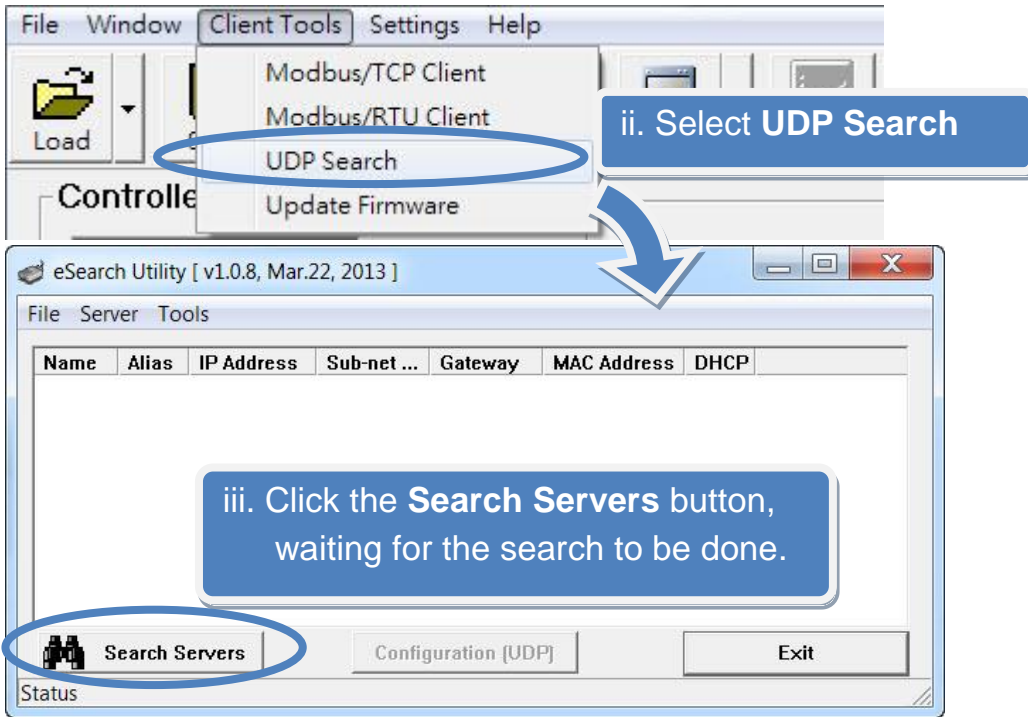 File Window Client Tools Settings Help
Modbus/TCP Client
Modbus/RTU Client
Load
UDP Search
ii. Select UDP Search
Update Firmware
Controlle
eSearch Utility [ v1.0.8, Mar.22, 2013 ]
File Server Tools
Name Alias IP Address Sub-net ... Gateway MAC Address DHCP
iii. Click the Search Servers button,
waiting for the search to be done.
Search Servers Configuration (UDP) Exit
Status